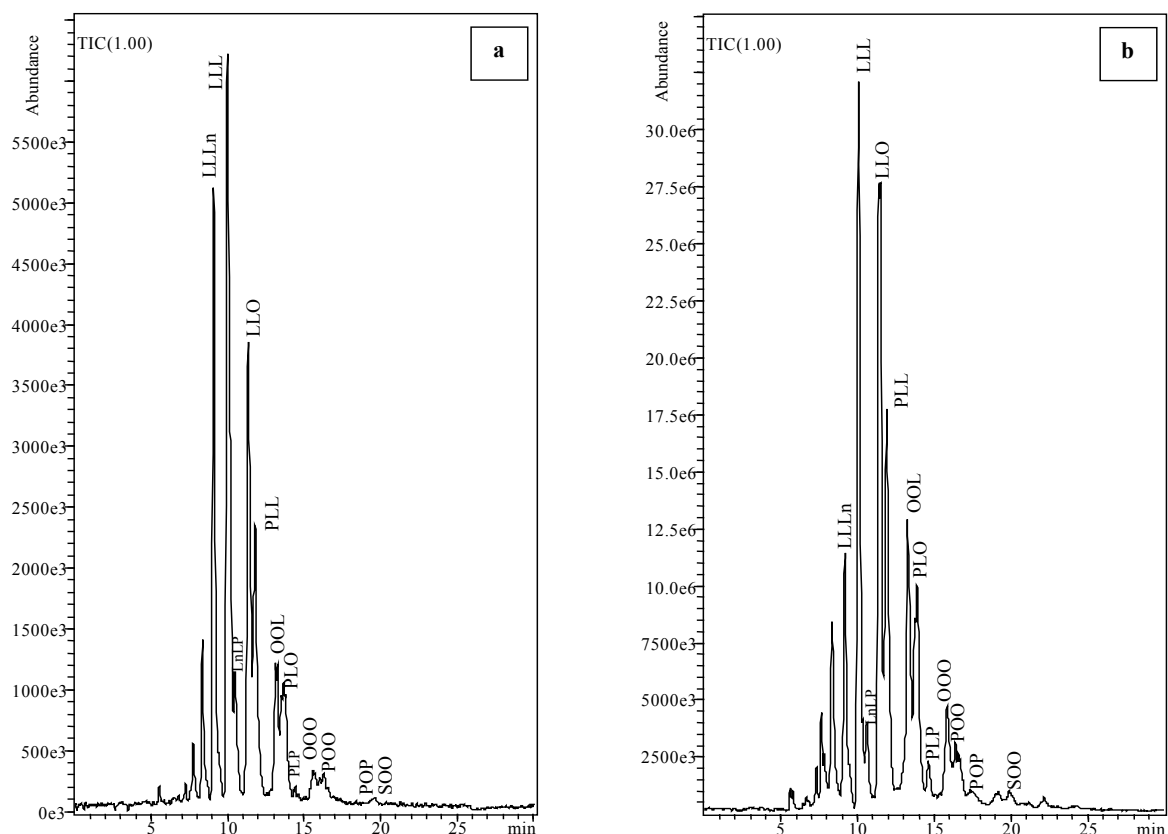 a
TIC(1.00)
Abundance
5500e3
5000e3
4500e3
4000e3
3500e3
3000e3
2500e3
2000e3
1500e3
1000e3
500e3
0e3
LLLn
LLL
LnLP
LLO
PLL
OOL
PLO
PLP
OOO
POO
POP
SOO
5
10
15
20
25
min
b
TIC(1.00)
Abundance
30.0e6
27.5e6
25.0e6
22.5e6
20.0e6
17.5e6
15.0e6
12.5e6
10.0e6
7500e3
5000e3
2500e3
LLLn
LLL
LnLP
LLO
PLL
OOL
PLO
PLP
OOO
POO
POP
SOO
5
10
15
20
25
min